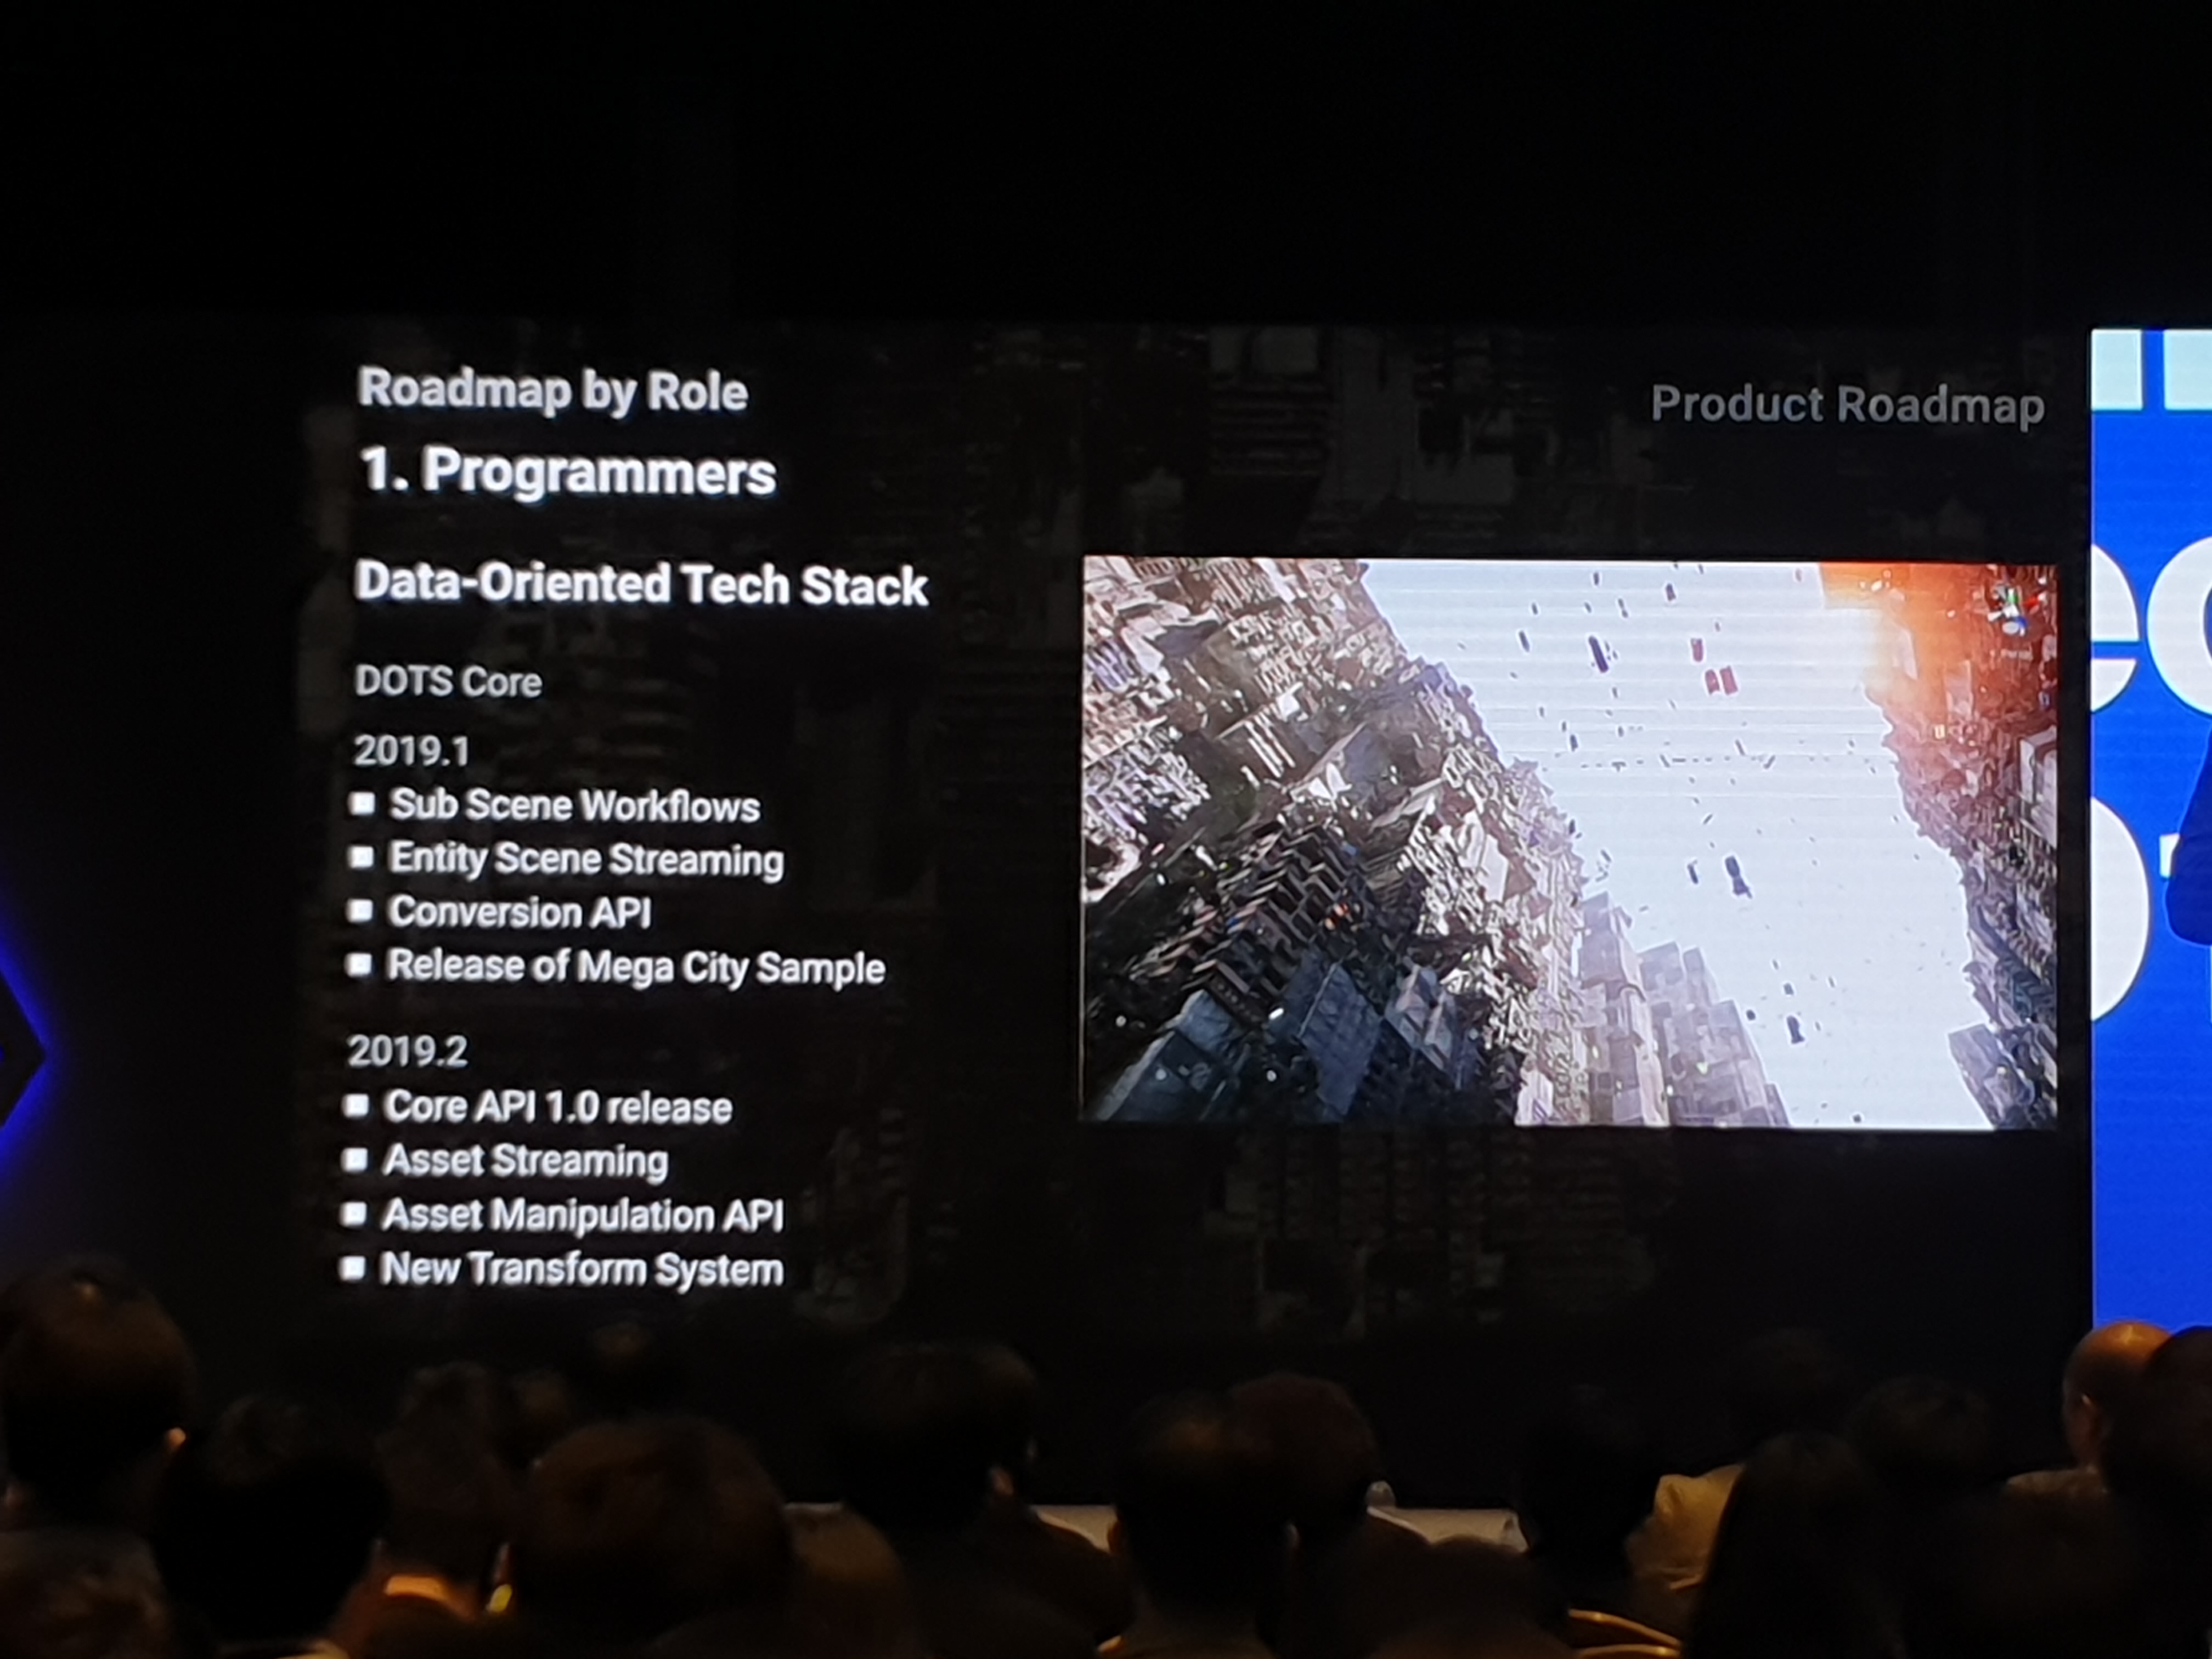 Roadmap by Role
Product Roadmap
1. Programmers
Data-Oriented Tech Stack
DOTS Core
2019.1
Sub Scene Workflows
Entity Scene Streaming
Conversion API
Release of Mega City Sample
2019.2
Core API 1.0 release
Asset Streaming
Asset Manipulation API
New Transform System